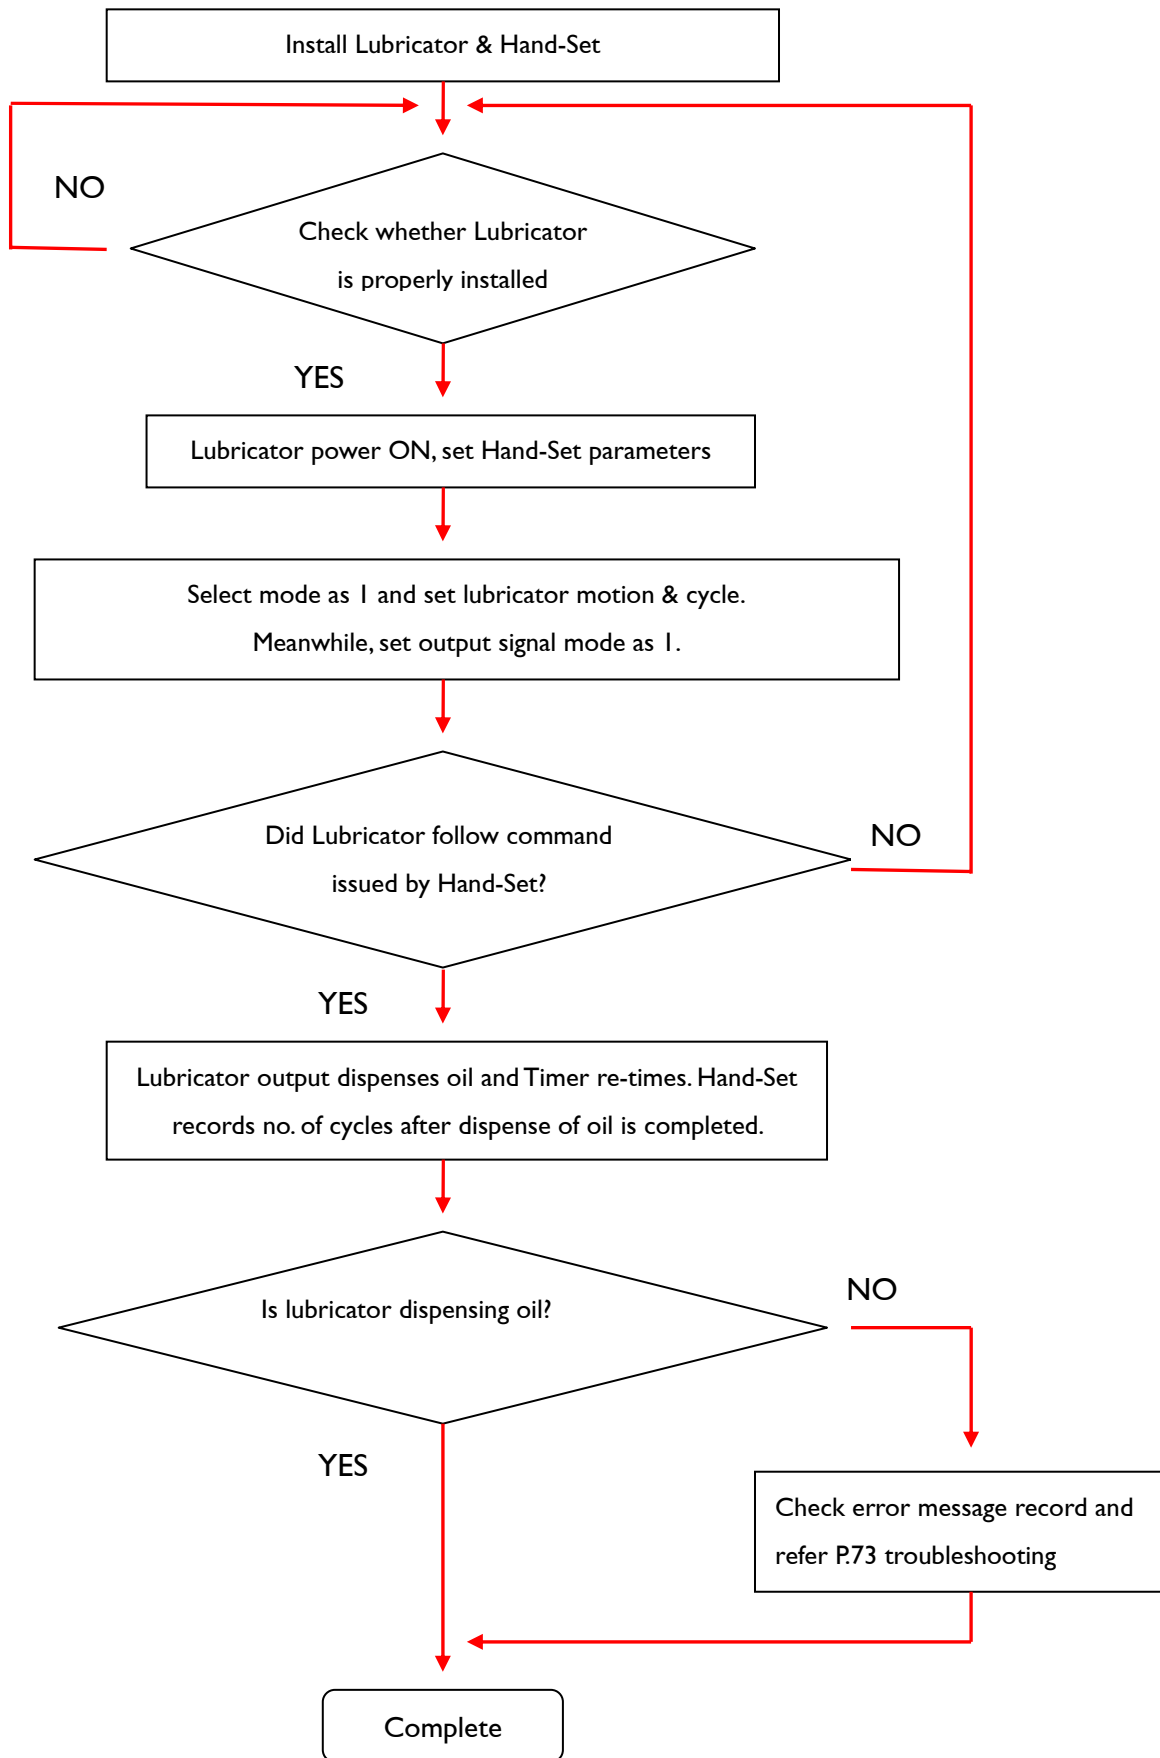 Install Lubricator & Hand-Set
NO
Check whether Lubricator
is properly installed
YES
Lubricator power ON, set Hand-Set parameters
Select mode as 1 and set lubricator motion & cycle.
Meanwhile, set output signal mode as 1.
Did Lubricator follow command
issued by Hand-Set?
NO
YES
Lubricator output dispenses oil and Timer re-times. Hand-Set
records no. of cycles after dispense of oil is completed.
Is lubricator dispensing oil?
NO
YES
Check error message record and
refer P.73 troubleshooting
Complete